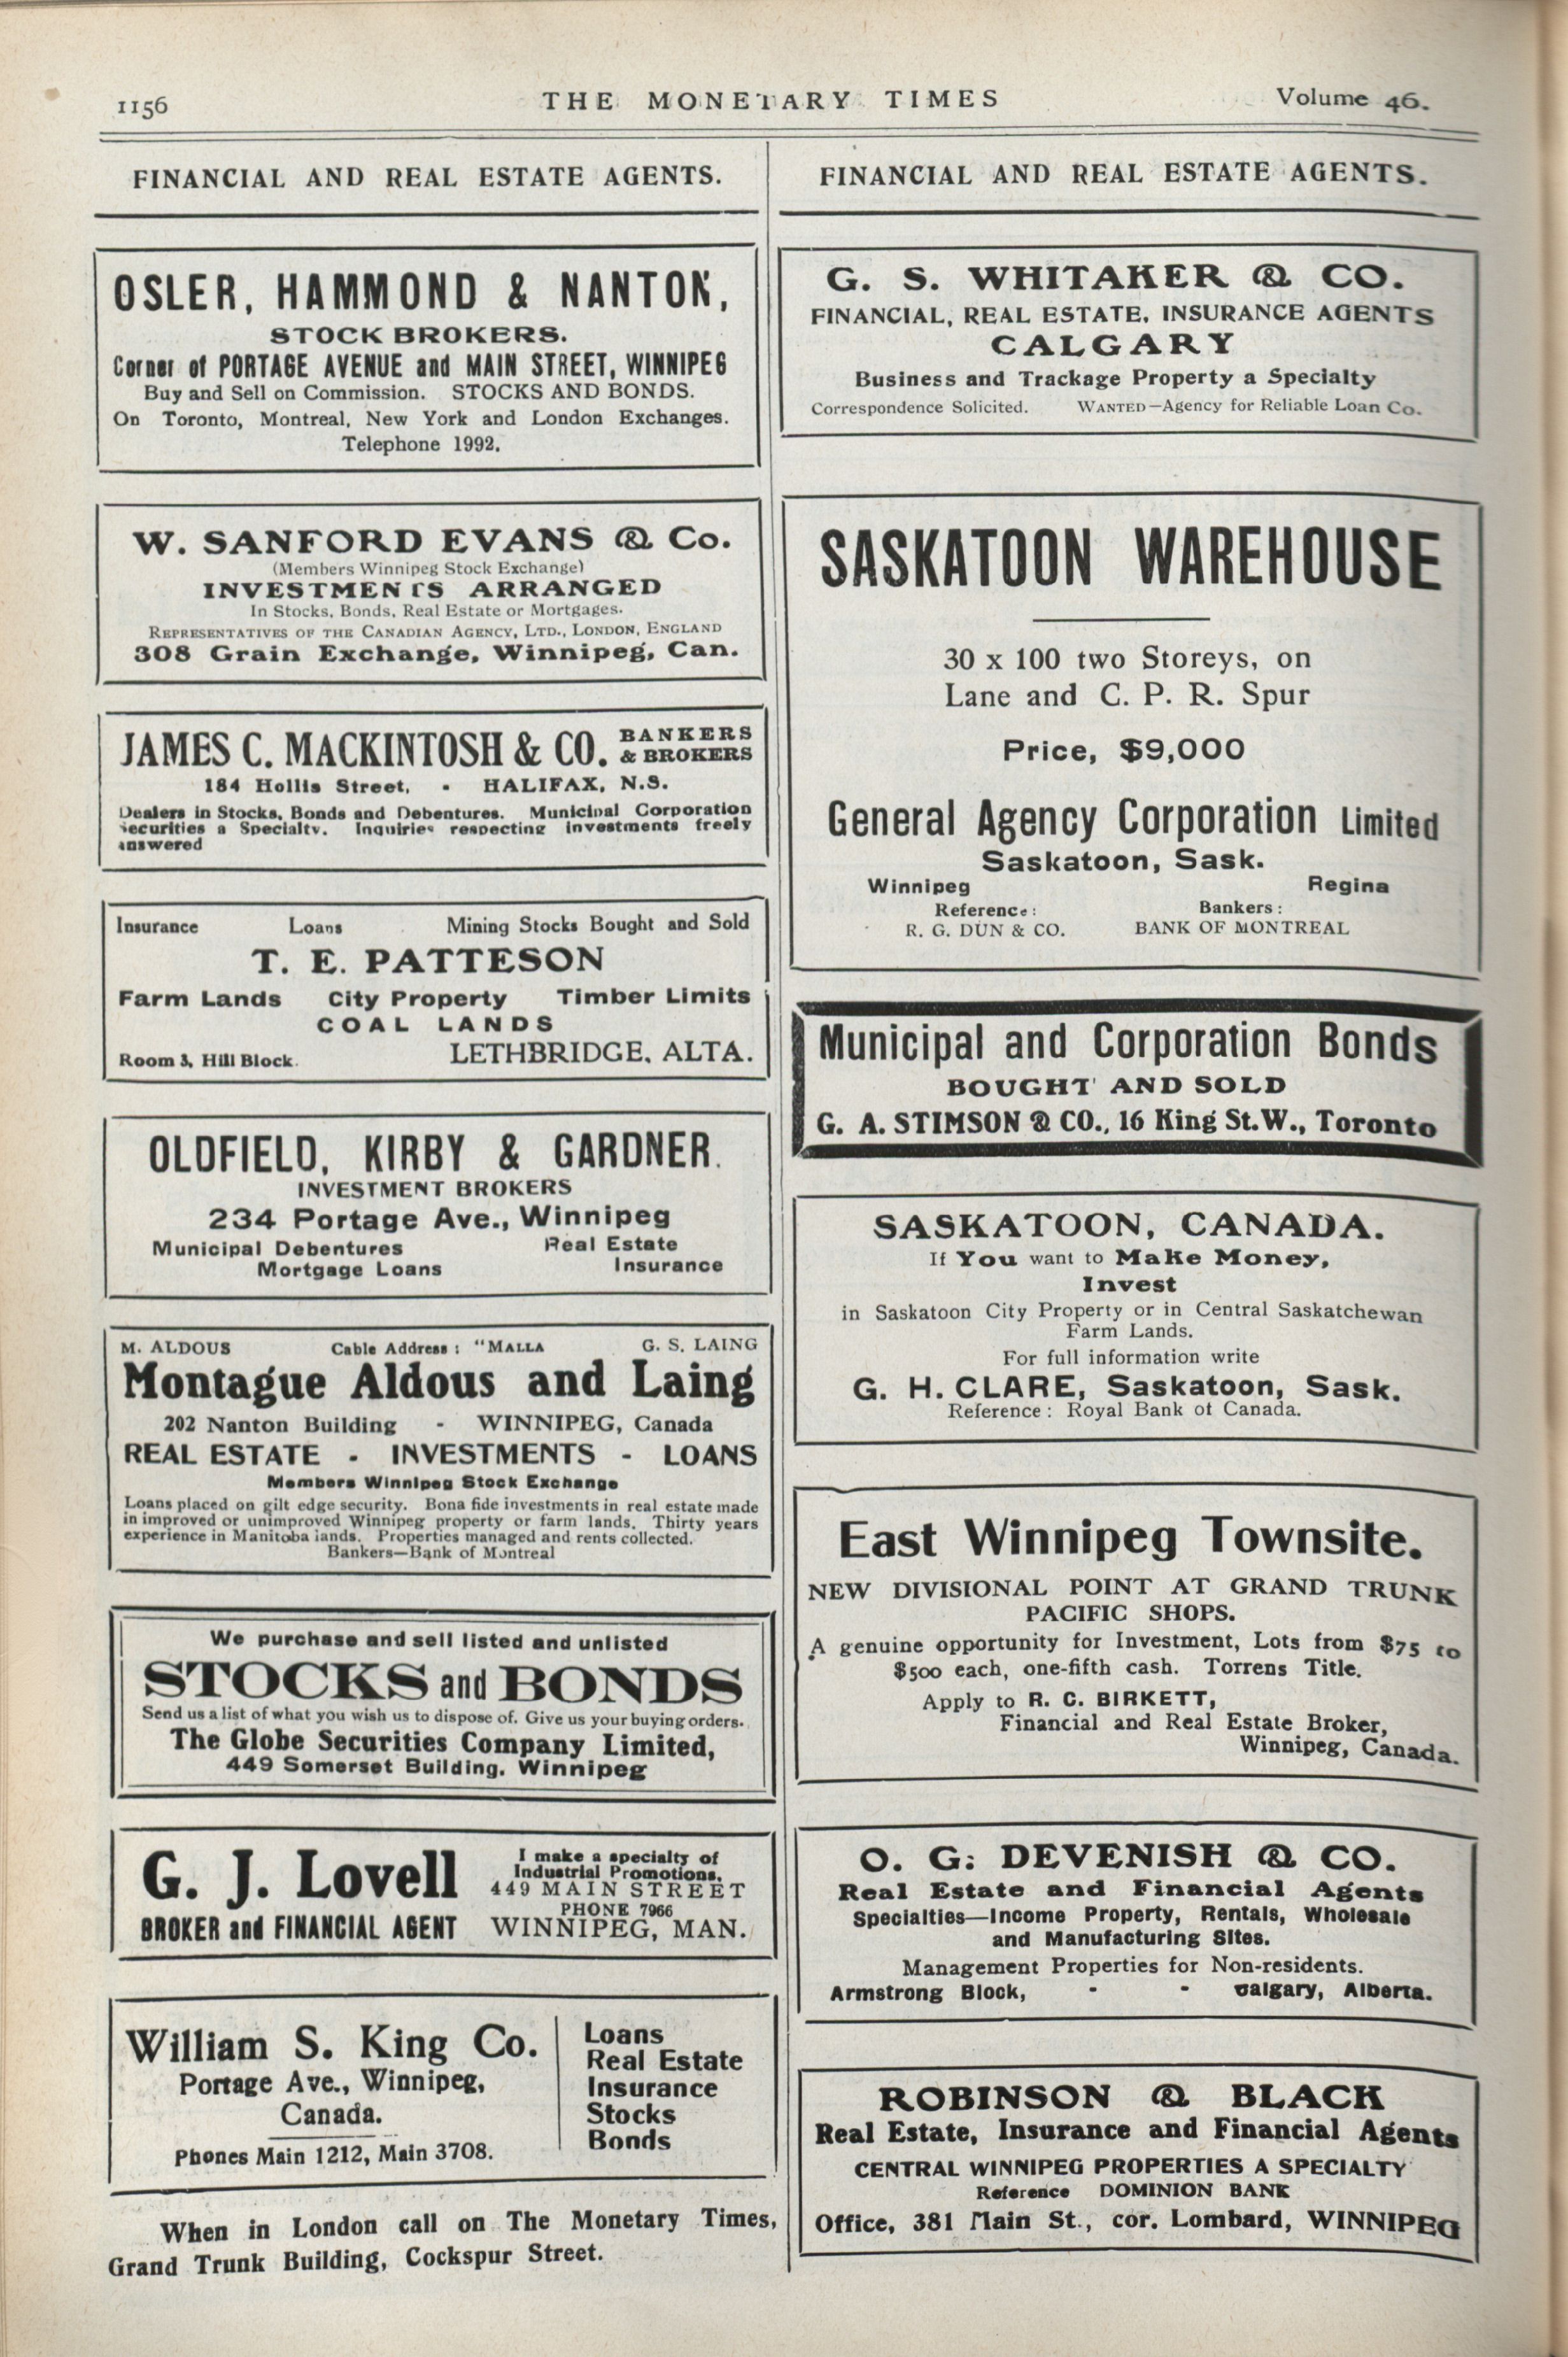 1156
THE MONETARY TIMES
Volume 46.
FINANCIAL AND REAL ESTATE AGENTS.
OSLER, HAMMOND & NANTON,
STOCK BROKERS.
Corner of PORTAGE AVENUE and MAIN STREET, WINNIPEG
Buy and Sell on Commission. STOCKS AND BONDS.
On Toronto, Montreal, New York and London Exchanges.
Telephone 1992.
W. SANFORD EVANS & Co.
(Members Winnipeg Stock Exchange)
INVESTMENTS ARRANGED
In Stocks, Bonds, Real Estate or Mortgages.
REPRESENTATIVES OF THE CANADIAN AGENCY, LTD., LONDON, ENGLAND
308 Grain Exchange, Winnipeg, Can.
JAMES C. MACKINTOSH & CO. BANKERS
& BROKERS
184 Hollis Street, - HALIFAX, N.S.
Dealers in Stocks, Bonds and Debentures. Municipal Corporation
securities a Specialty. Inquiries respecting investments freely
answered
Insurance Loans Mining Stocks Bought and Sold
T. E. PATTESON
Farm Lands City Property Timber Limits
COAL LANDS
Room 3, Hill Block. LETHBRIDGE, ALTA.
OLDFIELD, KIRBY & GARDNER.
INVESTMENT BROKERS
234 Portage Ave., Winnipeg
Municipal Debentures Real Estate
Mortgage Loans Insurance
M. ALDOUS Cable Address : "MALLA G. S. LAING
Montague Aldous and Laing
202 Nanton Building - WINNIPEG, Canada
REAL ESTATE - INVESTMENTS - LOANS
Members Winnipeg Stock Exchange
Loans placed on gilt edge security. Bona fide investments in real estate made
in improved or unimproved Winnipeg property or farm lands. Thirty years
experience in Manitoba lands. Properties managed and rents collected.
Bankers—Bank of Montreal
We purchase and sell listed and unlisted
STOCKS and BONDS
Send us a list of what you wish us to dispose of. Give us your buying orders.
The Globe Securities Company Limited,
449 Somerset Building, Winnipeg
G. J. Lovell
BROKER and FINANCIAL AGENT
I make a specialty of
Industrial Promotions.
449 MAIN STREET
PHONE 7966
WINNIPEG, MAN.
William S. King Co.
Portage Ave., Winnipeg,
Canada.
Phones Main 1212, Main 3708.
Loans
Real Estate
Insurance
Stocks
Bonds
When in London call on The Monetary Times,
Grand Trunk Building, Cockspur Street.
FINANCIAL AND REAL ESTATE AGENTS.
G. S. WHITAKER & CO.
FINANCIAL, REAL ESTATE, INSURANCE AGENTS
CALGARY
Business and Trackage Property a Specialty
Correspondence Solicited. WANTED—Agency for Reliable Loan Co.
SASKATOON WAREHOUSE
30 x 100 two Storeys, on
Lane and C. P. R. Spur
Price, $9,000
General Agency Corporation Limited
Saskatoon, Sask.
Winnipeg Regina
Reference: Bankers:
R. G. DUN & CO. BANK OF MONTREAL
Municipal and Corporation Bonds
BOUGHT AND SOLD
G. A. STIMSON & CO., 16 King St. W., Toronto
SASKATOON, CANADA.
If You want to Make Money,
Invest
in Saskatoon City Property or in Central Saskatchewan
Farm Lands.
For full information write
G. H. CLARE, Saskatoon, Sask.
Reference: Royal Bank of Canada.
East Winnipeg Townsite.
NEW DIVISIONAL POINT AT GRAND TRUNK
PACIFIC SHOPS.
A genuine opportunity for Investment, Lots from $75 to
$500 each, one-fifth cash. Torrens Title.
Apply to R. C. BIRKETT,
Financial and Real Estate Broker,
Winnipeg, Canada.
O. G. DEVENISH & CO.
Real Estate and Financial Agents
Specialties—Income Property, Rentals, Wholesale
and Manufacturing Sites.
Management Properties for Non-residents.
Armstrong Block, - - Calgary, Alberta.
ROBINSON & BLACK
Real Estate, Insurance and Financial Agents
CENTRAL WINNIPEG PROPERTIES A SPECIALTY
Reference DOMINION BANK
Office, 381 Main St., cor. Lombard, WINNIPEG